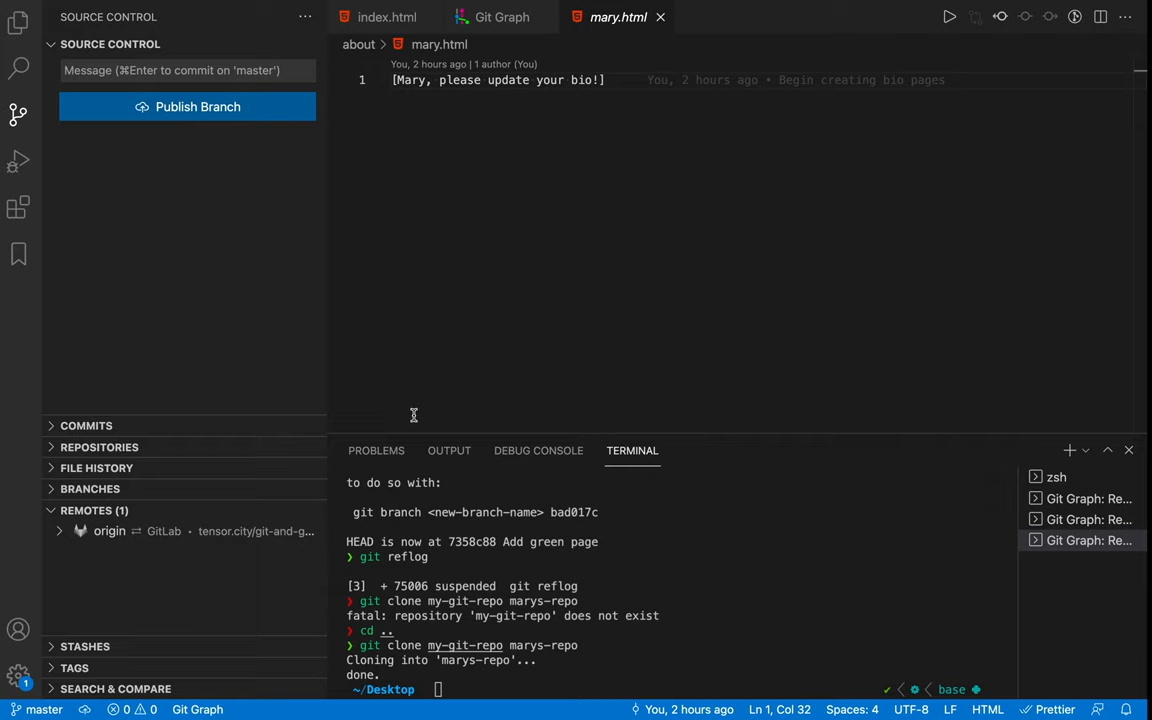 SOURCE CONTROL
SOURCE CONTROL
Message (⌘Enter to commit on 'master')
Publish Branch
COMMITS
REPOSITORIES
FILE HISTORY
BRANCHES
REMOTES (1)
origin ⇌ GitLab • tensor.city/git-and-g...
STASHES
TAGS
SEARCH & COMPARE
1
index.html Git Graph mary.html
about > mary.html
You, 2 hours ago | 1 author (You)
1 [Mary, please update your bio!] You, 2 hours ago • Begin creating bio pages
PROBLEMS OUTPUT DEBUG CONSOLE TERMINAL
to do so with:
git branch <new-branch-name> bad017c
HEAD is now at 7358c88 Add green page
❯ git reflog
[3] + 75006 suspended git reflog
❯ git clone my-git-repo marys-repo
fatal: repository 'my-git-repo' does not exist
❯ cd ..
❯ git clone my-git-repo marys-repo
Cloning into 'marys-repo'...
done.
~/Desktop
✔ base
zsh
Git Graph: Re...
Git Graph: Re...
Git Graph: Re...
master 0 0 Git Graph You, 2 hours ago Ln 1, Col 32 Spaces: 4 UTF-8 LF HTML Prettier